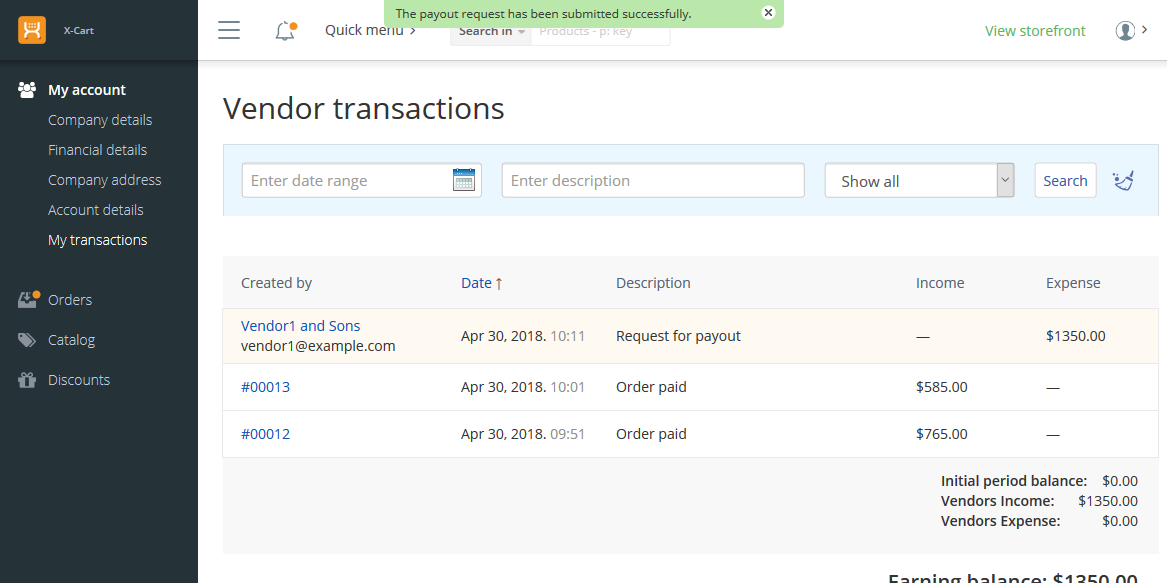 The payout request has been submitted successfully.
X-Cart
Quick menu
Search in
Products - p: key
View storefront
My account
Company details
Financial details
Company address
Account details
My transactions
Orders
Catalog
Discounts
Vendor transactions
Enter date range
Enter description
Show all
Search
Created by Date ↑ Description Income Expense
Vendor1 and Sons
vendor1@example.com
Apr 30, 2018. 10:11 Request for payout — $1350.00
#00013 Apr 30, 2018. 10:01 Order paid $585.00 —
#00012 Apr 30, 2018. 09:51 Order paid $765.00 —
Initial period balance: $0.00
Vendors Income: $1350.00
Vendors Expense: $0.00
Earning balance: $1350.00